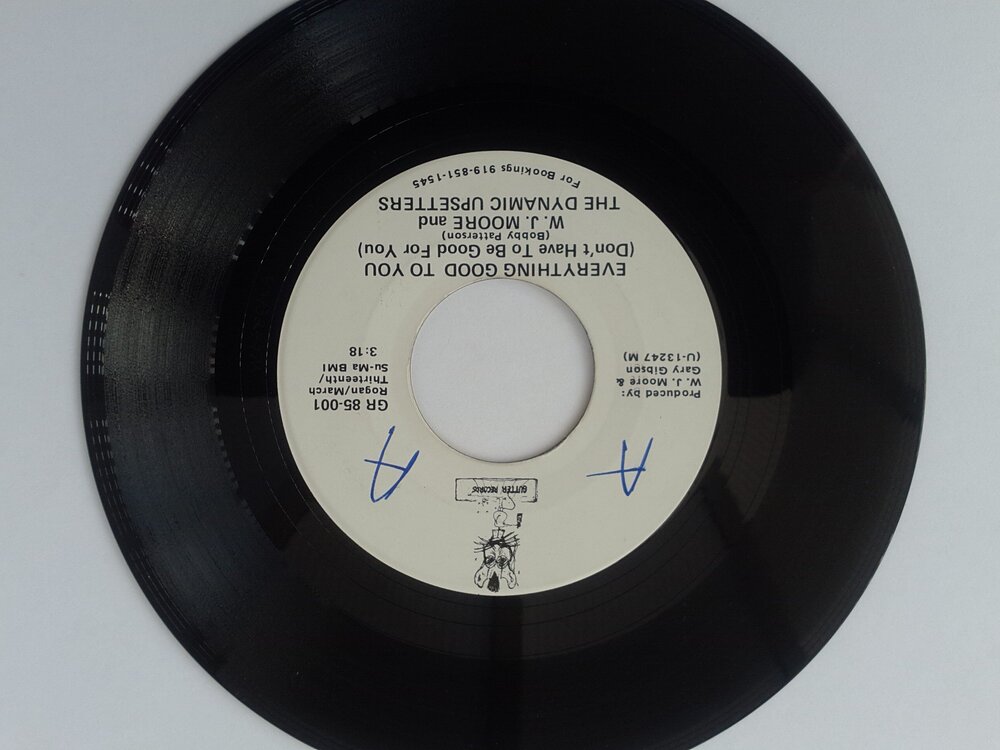 GUTTER RECORDS
A
A
GR 85-001
Rogan/March
Thirteenth/
Su-Ma BMI
3:18
Produced by:
W. J. Moore &
Gary Gibson
(U-13247 M)
EVERYTHING GOOD TO YOU
(Don't Have To Be Good For You)
(Bobby Patterson)
W. J. MOORE and
THE DYNAMIC UPSETTERS
For Bookings 919-851-1545